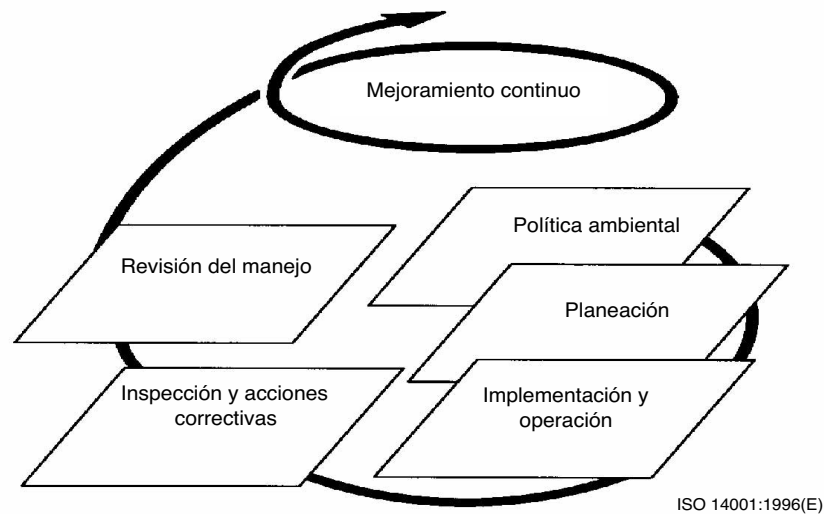 Mejoramiento continuo
Política ambiental
Planeación
Implementación y
operación
Inspección y acciones
correctivas
Revisión del manejo
ISO 14001:1996(E)